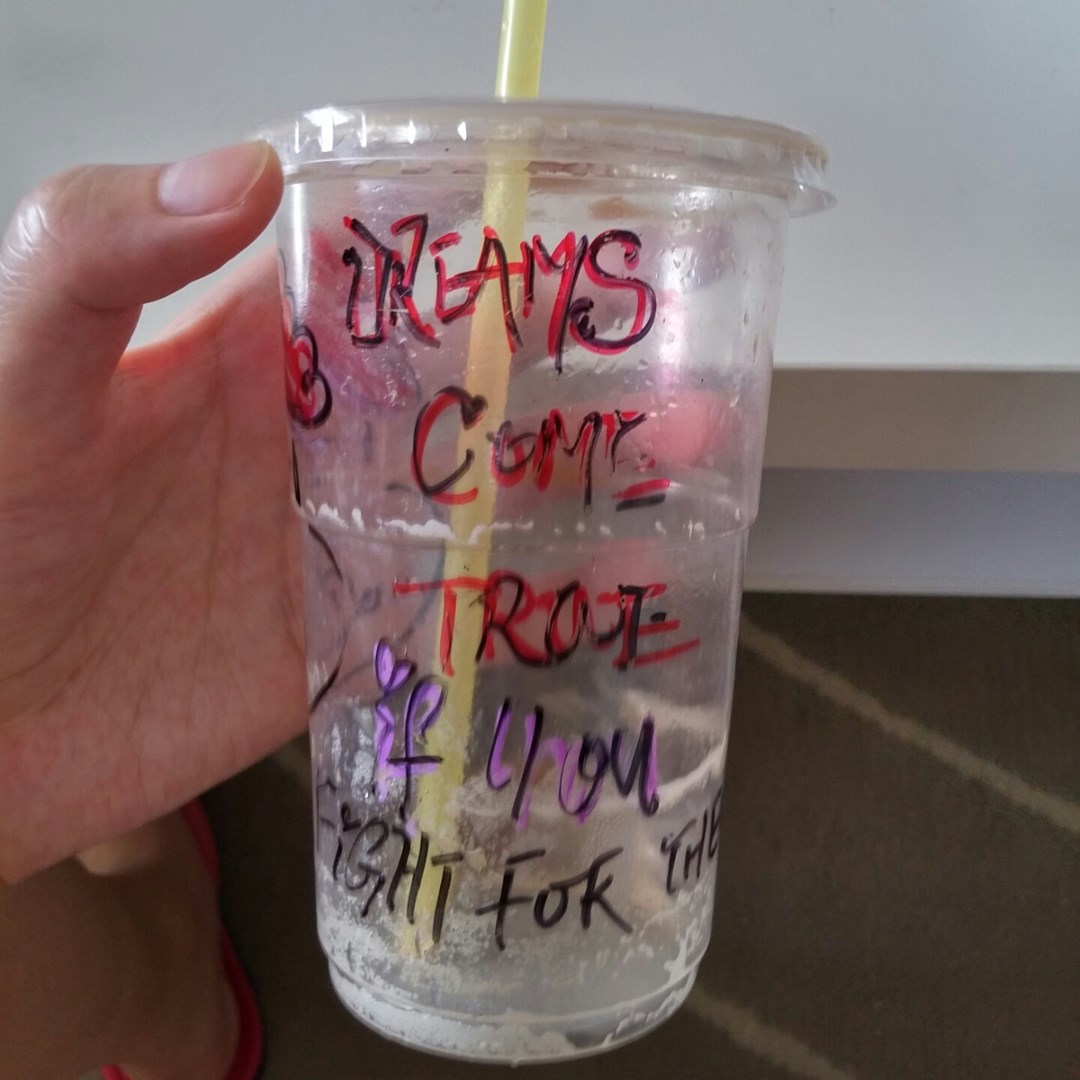 DREAMS
COME
TRUE
if you
FIGHT FOR THE